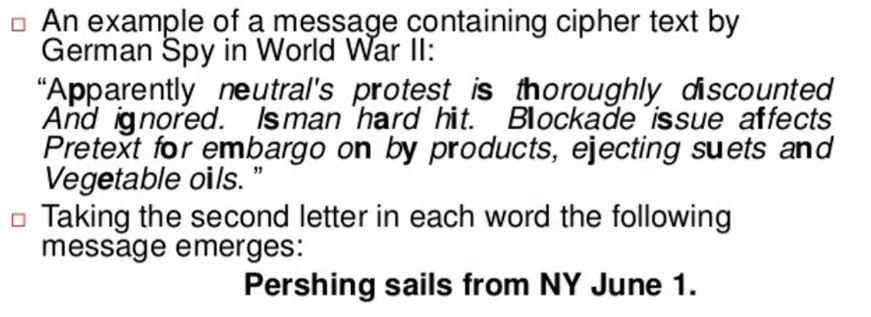 An example of a message containing cipher text by
German Spy in World War II:
“Apparently neutral's protest is thoroughly discounted
And ignored. Isman hard hit. Blockade issue affects
Pretext for embargo on by products, ejecting suets and
Vegetable oils. ”
Taking the second letter in each word the following
message emerges:
Pershing sails from NY June 1.